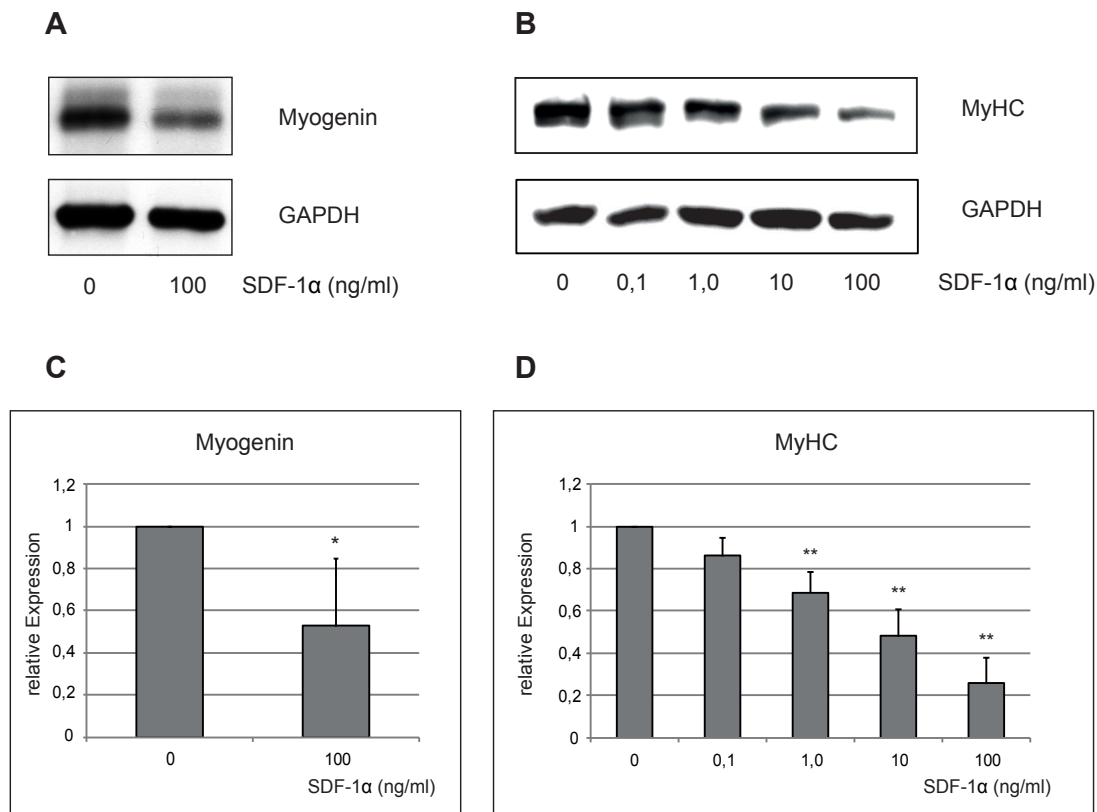 A
Myogenin
GAPDH
0 100 SDF-1α (ng/ml)
B
MyHC
GAPDH
0 0,1 1,0 10 100 SDF-1α (ng/ml)
C
Myogenin
relative Expression
1,2
1
0,8
0,6
0,4
0,2
0
*
0 100
SDF-1α (ng/ml)
D
MyHC
relative Expression
1,2
1
0,8
0,6
0,4
0,2
0
**
**
**
0 0,1 1,0 10 100
SDF-1α (ng/ml)